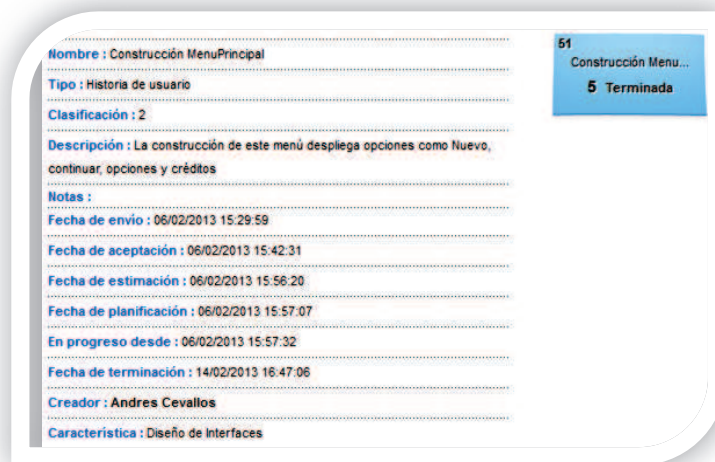 Nombre : Construcción MenuPrincipal
Tipo : Historia de usuario
Clasificación : 2
Descripción : La construcción de este menú despliega opciones como Nuevo,
continuar, opciones y créditos
Notas :
Fecha de envío : 06/02/2013 15:29:59
Fecha de aceptación : 06/02/2013 15:42:31
Fecha de estimación : 06/02/2013 15:56:20
Fecha de planificación : 06/02/2013 15:57:07
En progreso desde : 06/02/2013 15:57:32
Fecha de terminación : 14/02/2013 16:47:06
Creador : Andres Cevallos
Característica : Diseño de Interfaces
51
Construcción Menu...
5 Terminada